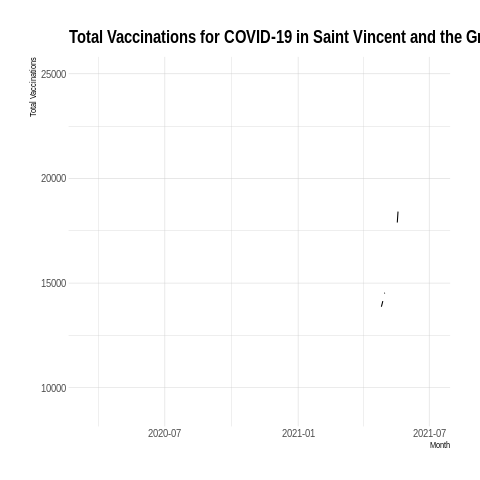 Total Vaccinations for COVID-19 in Saint Vincent and the Gr
Total Vaccinations
25000
20000
15000
10000
2020-07 2021-01 2021-07
Month